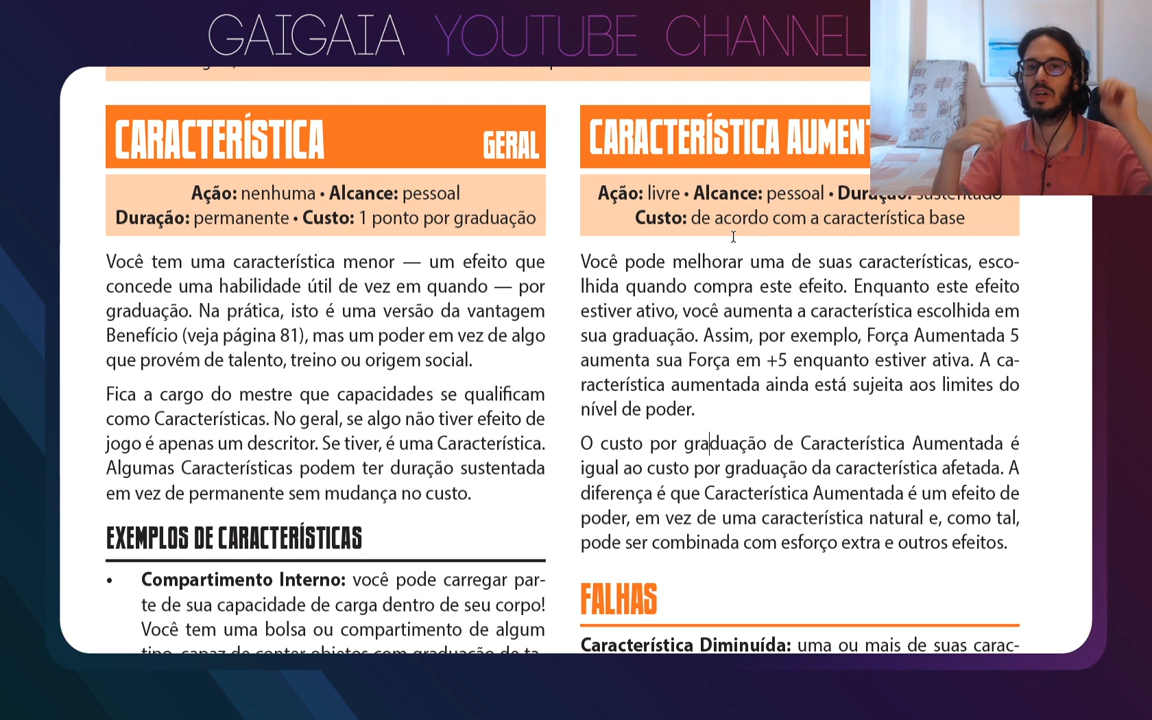 GAIGAIA YOUTUBE CHANNEL
CARACTERÍSTICA GERAL
Ação: nenhuma • Alcance: pessoal
Duração: permanente • Custo: 1 ponto por graduação
Você tem uma característica menor — um efeito que
concede uma habilidade útil de vez em quando — por
graduação. Na prática, isto é uma versão da vantagem
Benefício (veja página 81), mas um poder em vez de algo
que provém de talento, treino ou origem social.
Fica a cargo do mestre que capacidades se qualificam
como Características. No geral, se algo não tiver efeito de
jogo é apenas um descritor. Se tiver, é uma Característica.
Algumas Características podem ter duração sustentada
em vez de permanente sem mudança no custo.
EXEMPLOS DE CARACTERÍSTICAS
• Compartimento Interno: você pode carregar par-
te de sua capacidade de carga dentro de seu corpo!
Você tem uma bolsa ou compartimento de algum
tipo, capaz de conter objetos com graduação de ta-
CARACTERÍSTICA AUMENT
Ação: livre • Alcance: pessoal • Duração: sustentado
Custo: de acordo com a característica base
Você pode melhorar uma de suas características, esco-
lhida quando compra este efeito. Enquanto este efeito
estiver ativo, você aumenta a característica escolhida em
sua graduação. Assim, por exemplo, Força Aumentada 5
aumenta sua Força em +5 enquanto estiver ativa. A ca-
racterística aumentada ainda está sujeita aos limites do
nível de poder.
O custo por graduação de Característica Aumentada é
igual ao custo por graduação da característica afetada. A
diferença é que Característica Aumentada é um efeito de
poder, em vez de uma característica natural e, como tal,
pode ser combinada com esforço extra e outros efeitos.
FALHAS
Característica Diminuída: uma ou mais de suas carac-